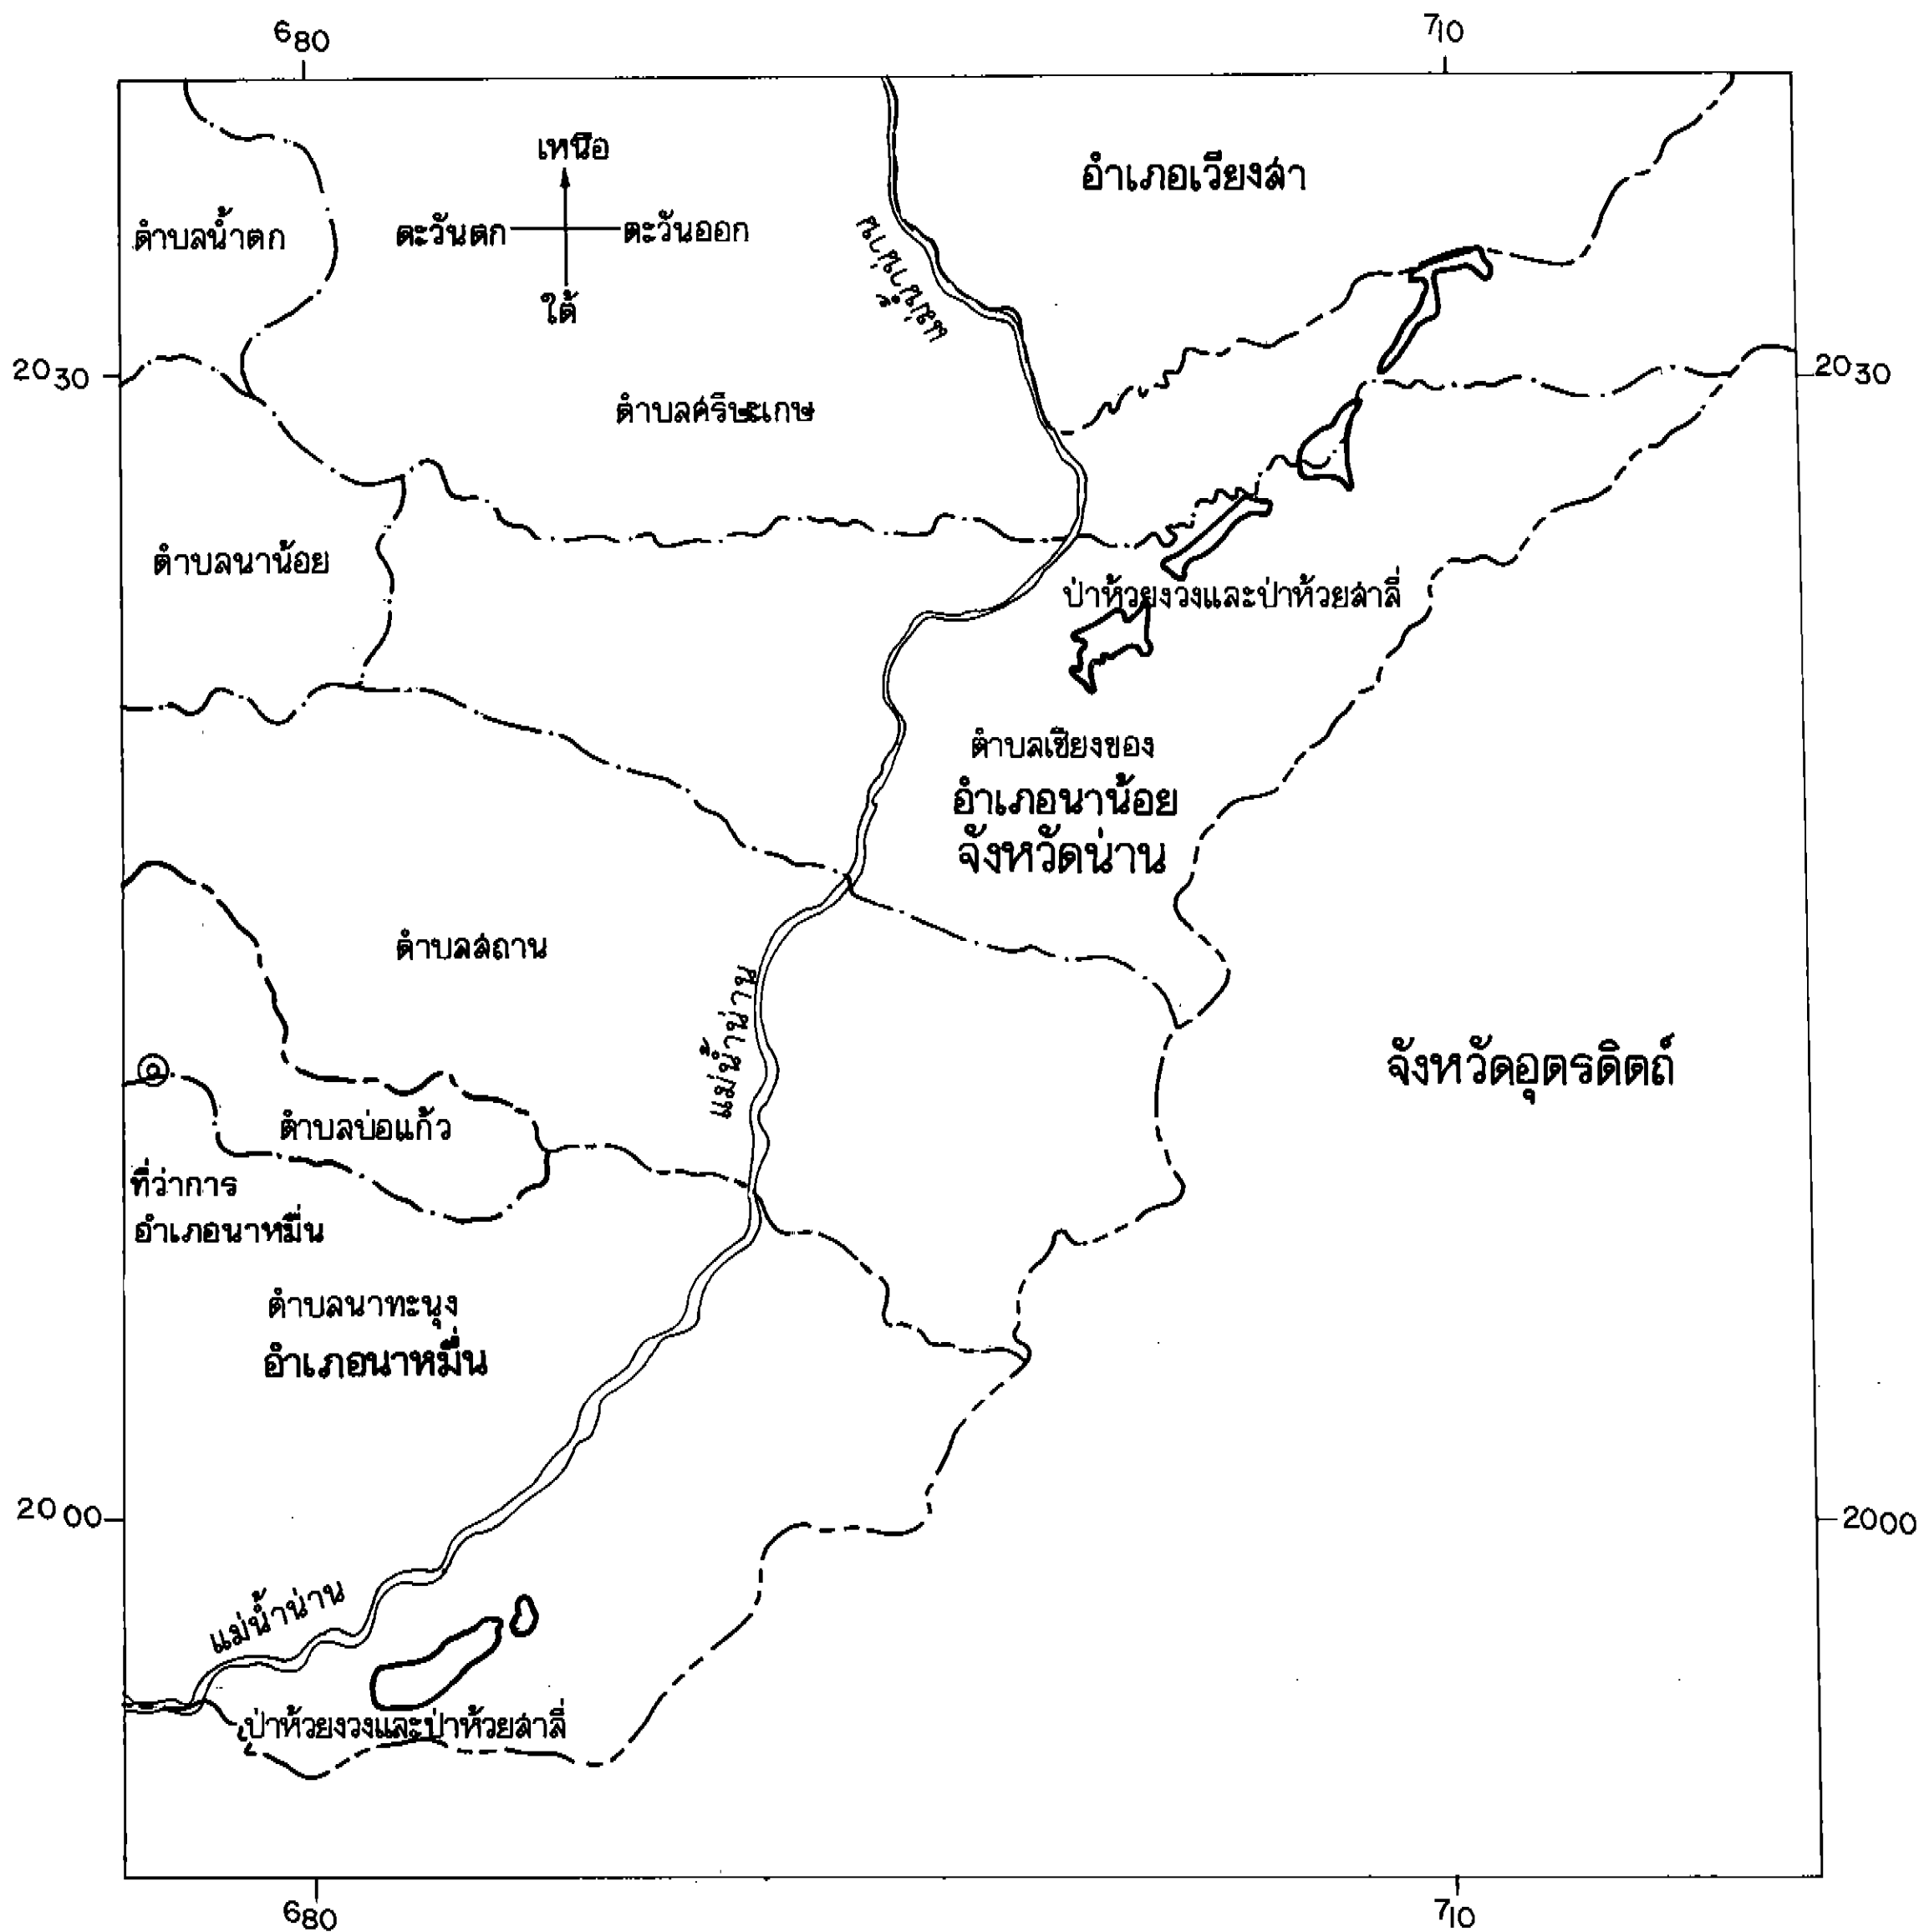 680
710
เหนือ
อำเภอเวียงสา
ตำบลน้ำตก
ตะวันตก
ตะวันออก
แม่น้ำน่าน
ใต้
2030
2030
ตำบลศรีษะเกษ
ตำบลนาน้อย
ป่าห้วยงวงและป่าห้วยสาลี่
ตำบลเชียงของ
อำเภอนาน้อย
จังหวัดน่าน
ตำบลสถาน
แม่น้ำน่าน
จังหวัดอุตรดิตถ์
ตำบลบ่อแก้ว
ที่ว่าการ
อำเภอนาหมื่น
ตำบลนาทะนุง
อำเภอนาหมื่น
2000
2000
แม่น้ำน่าน
ป่าห้วยงวงและป่าห้วยสาลี่
680
710